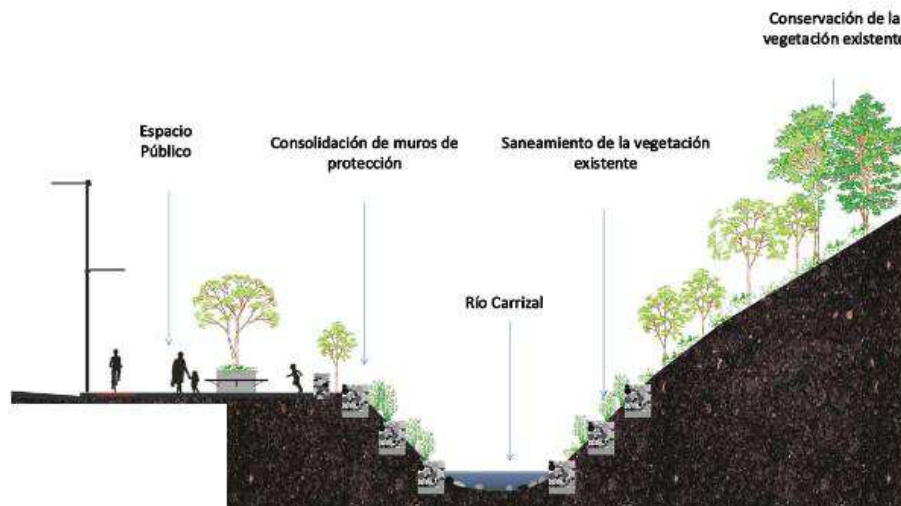 Conservación de la
vegetación existente
Espacio
Público
Consolidación de muros de
protección
Saneamiento de la vegetación
existente
Río Carrizal